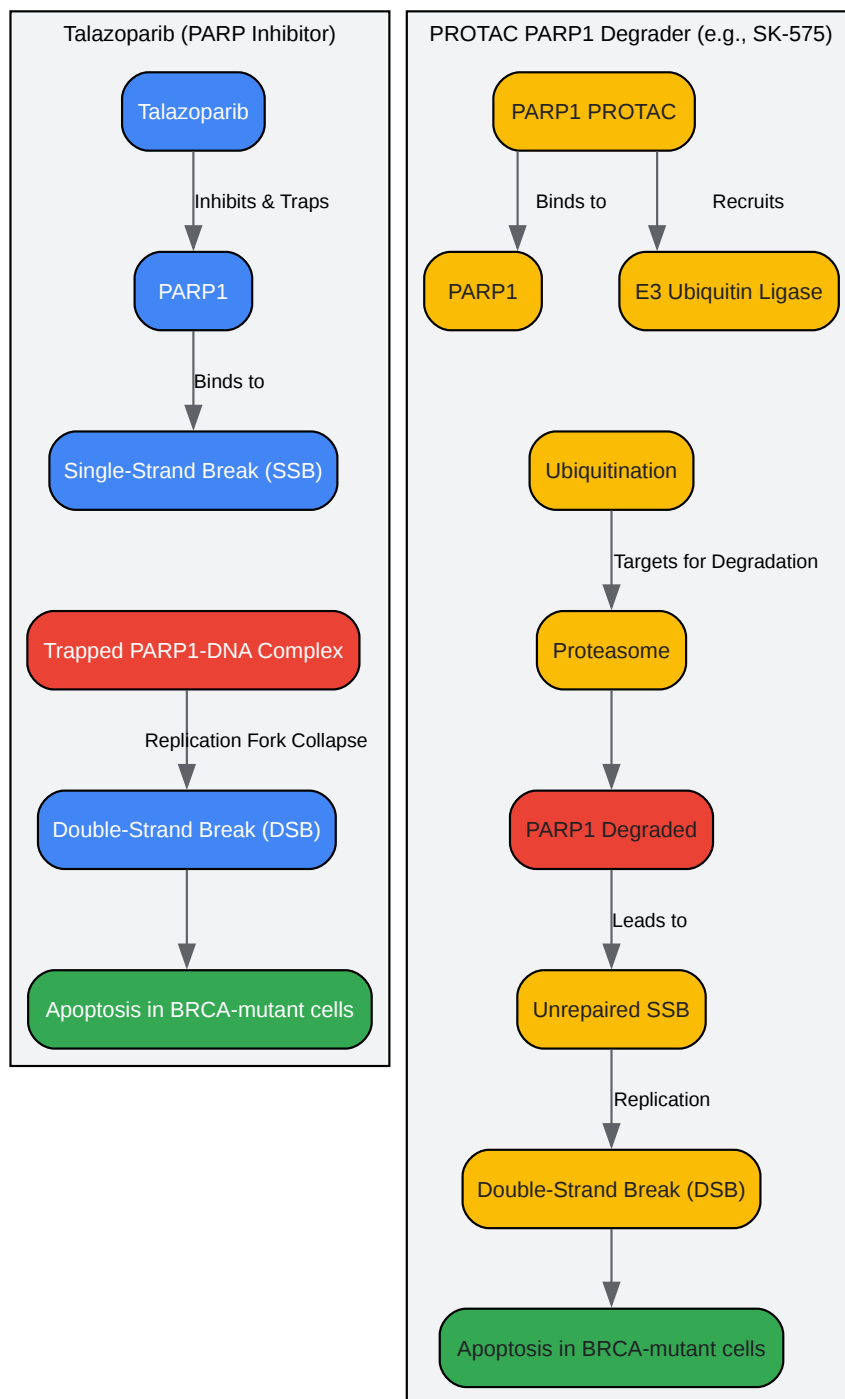 Talazoparib (PARP Inhibitor)
Talazoparib
Inhibits & Traps
PARP1
Binds to
Single-Strand Break (SSB)
Trapped PARP1-DNA Complex
Replication Fork Collapse
Double-Strand Break (DSB)
Apoptosis in BRCA-mutant cells
PROTAC PARP1 Degrader (e.g., SK-575)
PARP1 PROTAC
Binds to
Recruits
PARP1
E3 Ubiquitin Ligase
Ubiquitination
Targets for Degradation
Proteasome
PARP1 Degraded
Leads to
Unrepaired SSB
Replication
Double-Strand Break (DSB)
Apoptosis in BRCA-mutant cells